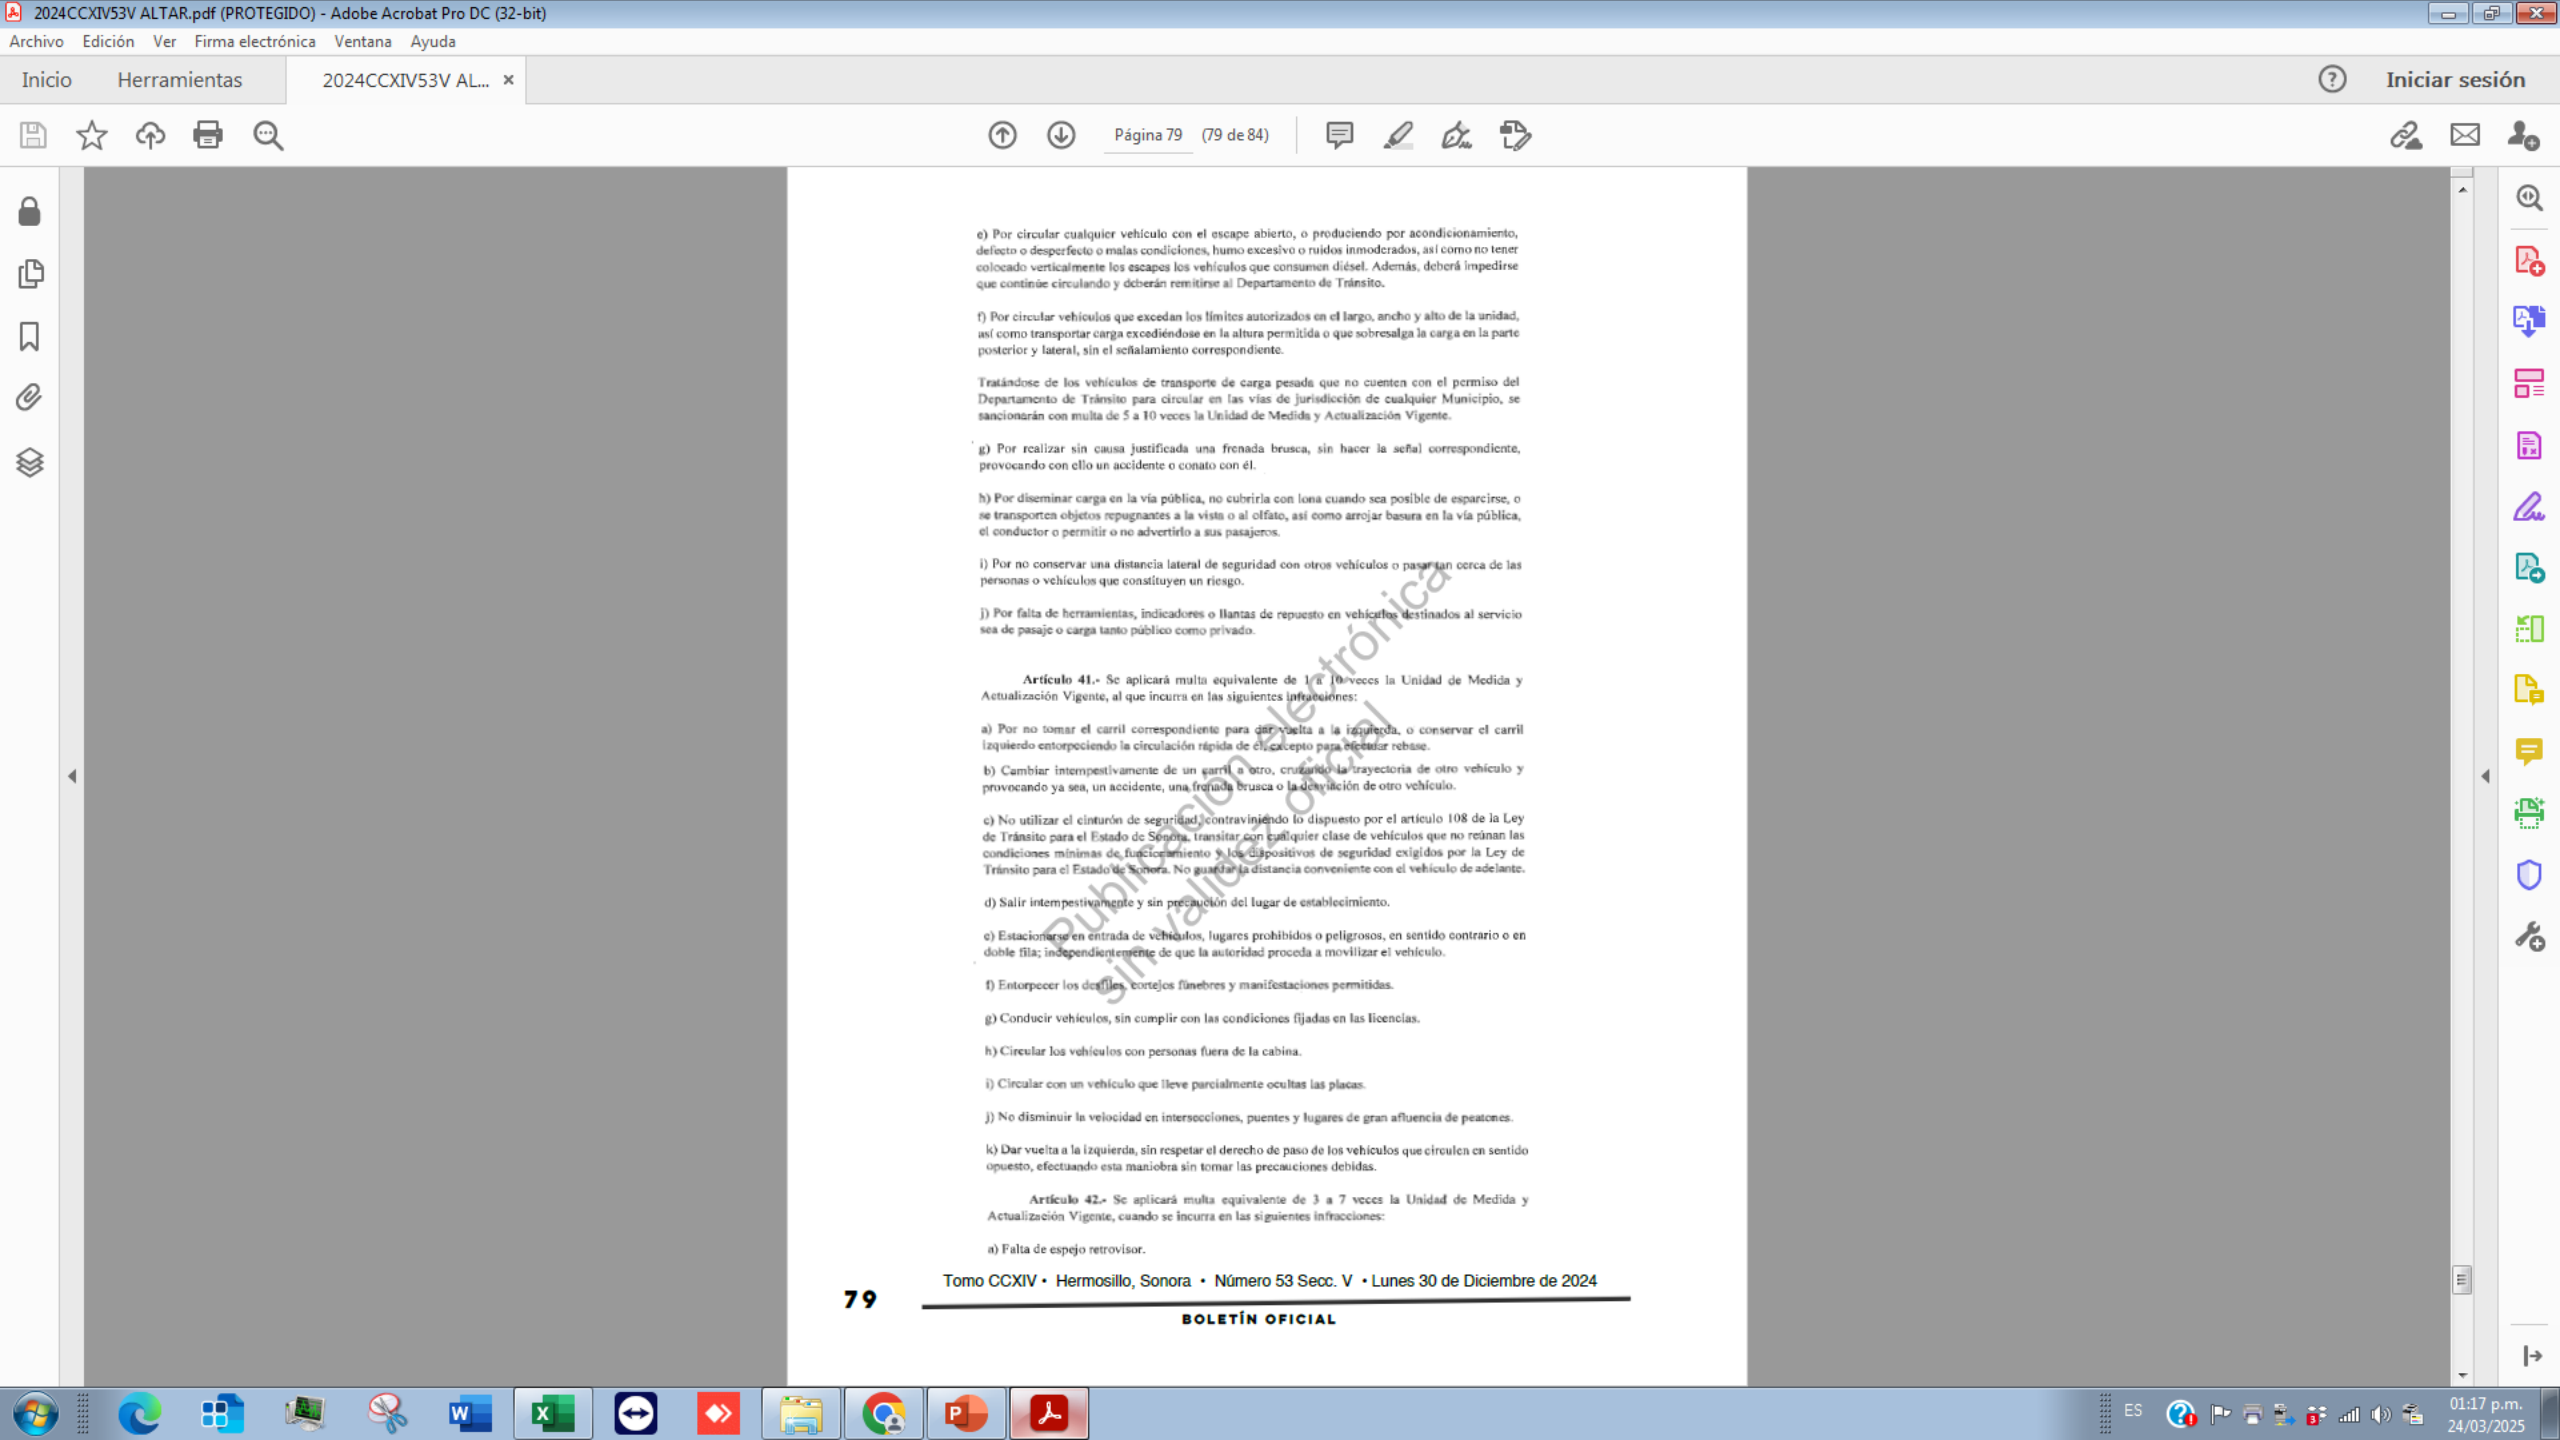 2024CCXIV53V ALTAR.pdf (PROTEGIDO) - Adobe Acrobat Pro DC (32-bit)
Archivo Edición Ver Firma electrónica Ventana Ayuda
Inicio Herramientas 2024CCXIV53V AL... × Iniciar sesión
Página 79 (79 de 84)
e) Por circular cualquier vehículo con el escape abierto, o produciendo por acondicionamiento,
defecto o desperfecto o malas condiciones, humo excesivo o ruidos inmoderados, así como no tener
colocado verticalmente los escapes los vehículos que consumen diésel. Además, deberá impedirse
que continúe circulando y deberán remitirse al Departamento de Tránsito.
f) Por circular vehículos que excedan los límites autorizados en el largo, ancho y alto de la unidad,
así como transportar carga excediéndose en la altura permitida o que sobresalga la carga en la parte
posterior y lateral, sin el señalamiento correspondiente.
Tratándose de los vehículos de transporte de carga pesada que no cuenten con el permiso del
Departamento de Tránsito para circular en las vías de jurisdicción de cualquier Municipio, se
sancionarán con multa de 5 a 10 veces la Unidad de Medida y Actualización Vigente.
g) Por realizar sin causa justificada una frenada brusca, sin hacer la señal correspondiente,
provocando con ello un accidente o conato con él.
h) Por diseminar carga en la vía pública, no cubrirla con lona cuando sea posible de esparcirse, o
se transporten objetos repugnantes a la vista o al olfato, así como arrojar basura en la vía pública,
el conductor o permitir o no advertirlo a sus pasajeros.
i) Por no conservar una distancia lateral de seguridad con otros vehículos o pasar tan cerca de las
personas o vehículos que constituyen un riesgo.
j) Por falta de herramientas, indicadores o llantas de repuesto en vehículos destinados al servicio
sea de pasaje o carga tanto público como privado.
Artículo 41.- Se aplicará multa equivalente de 1 a 10 veces la Unidad de Medida y
Actualización Vigente, al que incurra en las siguientes infracciones:
a) Por no tomar el carril correspondiente para dar vuelta a la izquierda, o conservar el carril
izquierdo entorpeciendo la circulación rápida de él, excepto para efectuar rebase.
b) Cambiar intempestivamente de un carril a otro, cruzando la trayectoria de otro vehículo y
provocando ya sea, un accidente, una frenada brusca o la desviación de otro vehículo.
c) No utilizar el cinturón de seguridad, contraviniendo lo dispuesto por el artículo 108 de la Ley
de Tránsito para el Estado de Sonora, transitar con cualquier clase de vehículos que no reúnan las
condiciones mínimas de funcionamiento y los dispositivos de seguridad exigidos por la Ley de
Tránsito para el Estado de Sonora. No guardar la distancia conveniente con el vehículo de adelante.
d) Salir intempestivamente y sin precaución del lugar de establecimiento.
e) Estacionarse en entrada de vehículos, lugares prohibidos o peligrosos, en sentido contrario o en
doble fila; independientemente de que la autoridad proceda a movilizar el vehículo.
f) Entorpecer los desfiles, cortejos fúnebres y manifestaciones permitidas.
g) Conducir vehículos, sin cumplir con las condiciones fijadas en las licencias.
h) Circular los vehículos con personas fuera de la cabina.
i) Circular con un vehículo que lleve parcialmente ocultas las placas.
j) No disminuir la velocidad en intersecciones, puentes y lugares de gran afluencia de peatones.
k) Dar vuelta a la izquierda, sin respetar el derecho de paso de los vehículos que circulen en sentido
opuesto, efectuando esta maniobra sin tomar las precauciones debidas.
Artículo 42.- Se aplicará multa equivalente de 3 a 7 veces la Unidad de Medida y
Actualización Vigente, cuando se incurra en las siguientes infracciones:
a) Falta de espejo retrovisor.
Publicación electrónica
sin validez oficial
Tomo CCXIV • Hermosillo, Sonora • Número 53 Secc. V • Lunes 30 de Diciembre de 2024
79
BOLETÍN OFICIAL
ES
01:17 p.m.
24/03/2025